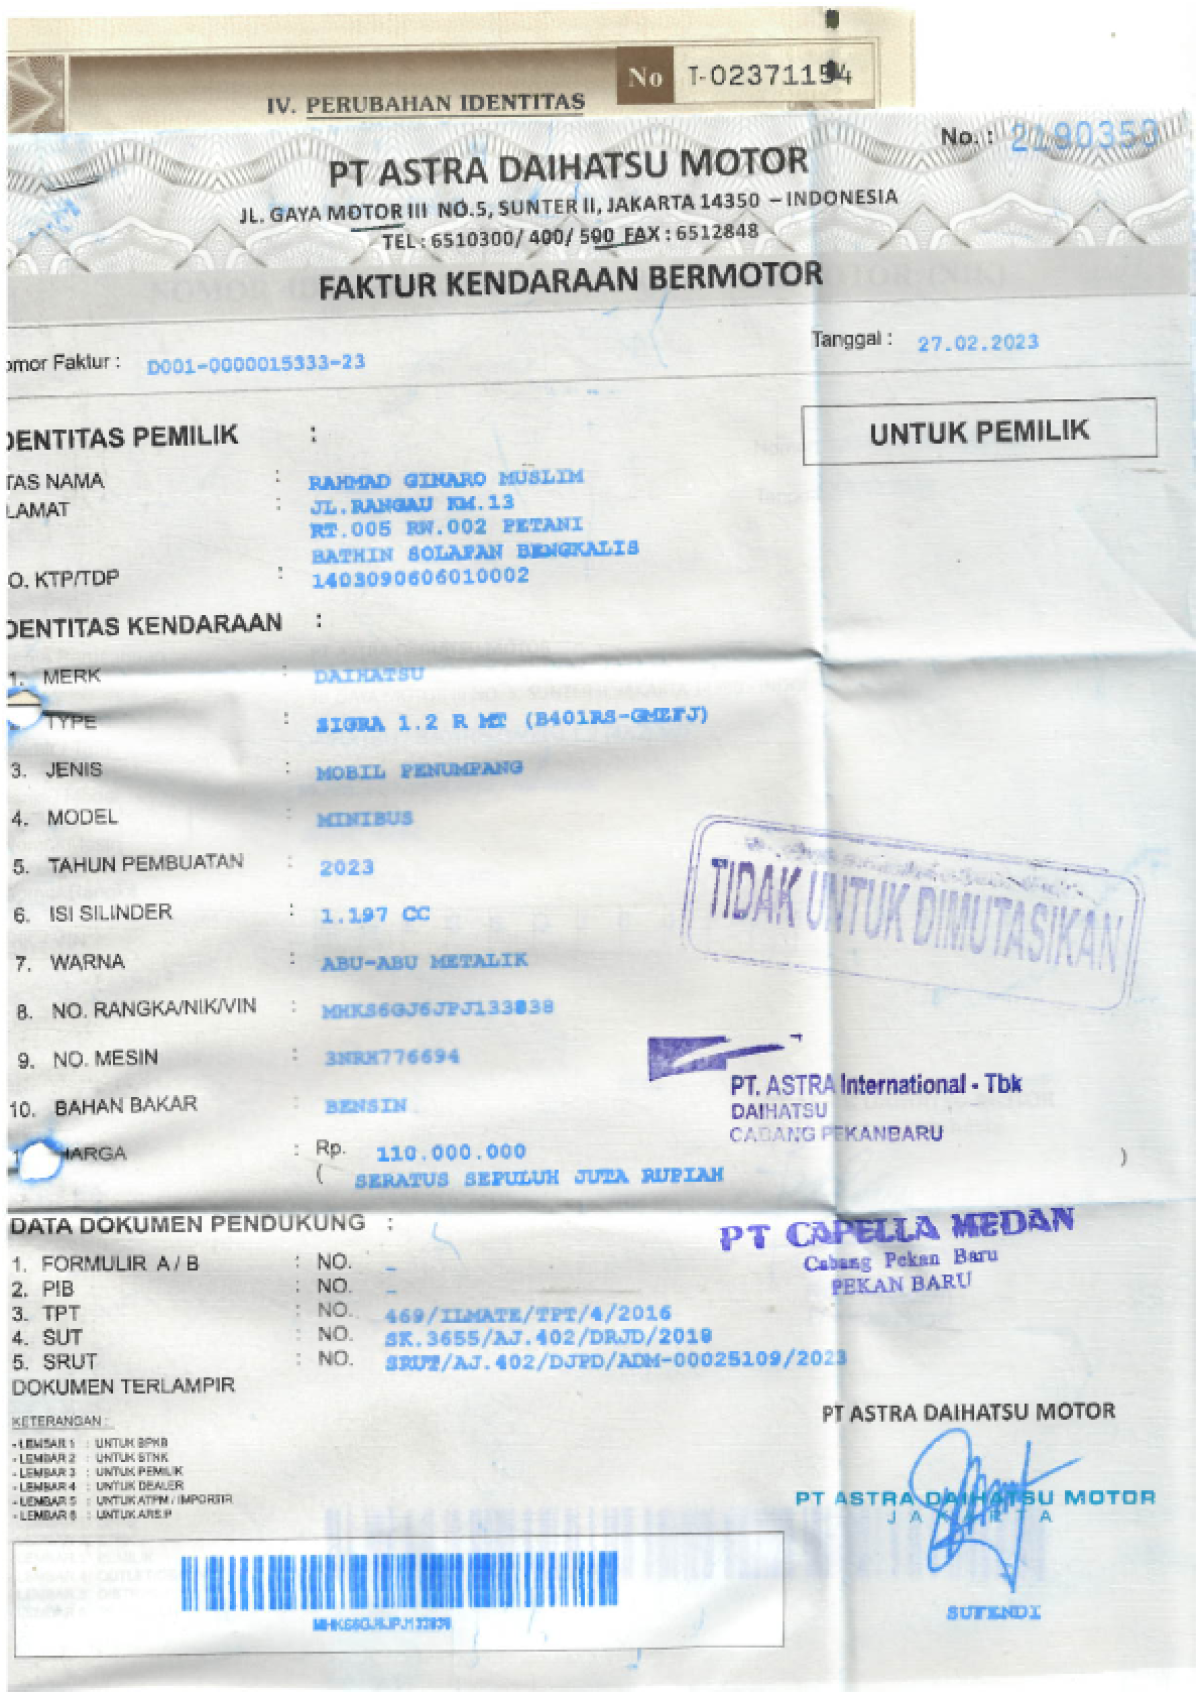 No T-02371154
IV. PERUBAHAN IDENTITAS
No. : 2190353
PT ASTRA DAIHATSU MOTOR
JL. GAYA MOTOR III NO.5, SUNTER II, JAKARTA 14350 – INDONESIA
TEL : 6510300/ 400/ 500 FAX : 6512848
FAKTUR KENDARAAN BERMOTOR
Tanggal : 27.02.2023
omor Faktur : D001-0000015333-23
UNTUK PEMILIK
DENTITAS PEMILIK :
TAS NAMA : RAHMAD GINARO MUSLIM
LAMAT : JL.RANGAU KM.13
RT.005 RW.002 PETANI
BATHIN SOLAPAN BENGKALIS
O. KTP/TDP : 1403090606010002
DENTITAS KENDARAAN :
1. MERK : DAIHATSU
TYPE : SIGRA 1.2 R MT (B401RS-GMEFJ)
3. JENIS : MOBIL PENUMPANG
4. MODEL : MINIBUS
5. TAHUN PEMBUATAN : 2023
6. ISI SILINDER : 1.197 CC
7. WARNA : ABU-ABU METALIK
8. NO. RANGKA/NIK/VIN :
9. NO. MESIN : 3NRH776694
10. BAHAN BAKAR : BENSIN
HARGA : Rp. 110.000.000
( SERATUS SEPULUH JUTA RUPIAH )
TIDAK UNTUK DIMUTASIKAN
PT. ASTRA International - Tbk
DAIHATSU
CABANG PEKANBARU
DATA DOKUMEN PENDUKUNG :
PT CAPELLA MEDAN
Cabang Pekan Baru
PEKAN BARU
1. FORMULIR A / B : NO. –
2. PIB : NO. –
3. TPT : NO. 469/ILMATE/TPT/4/2016
4. SUT : NO. SK.3655/AJ.402/DRJD/2018
5. SRUT : NO. SRUT/AJ.402/DJPD/ADM-00025109/2023
DOKUMEN TERLAMPIR
KETERANGAN :
- LEMBAR 1 : UNTUK BPKB
- LEMBAR 2 : UNTUK STNK
- LEMBAR 3 : UNTUK PEMILIK
- LEMBAR 4 : UNTUK DEALER
- LEMBAR 5 : UNTUK ATPM / IMPORTIR
- LEMBAR 6 : UNTUK
PT ASTRA DAIHATSU MOTOR
PT ASTRA DAIHATSU MOTOR
JAKARTA
SUFENDI